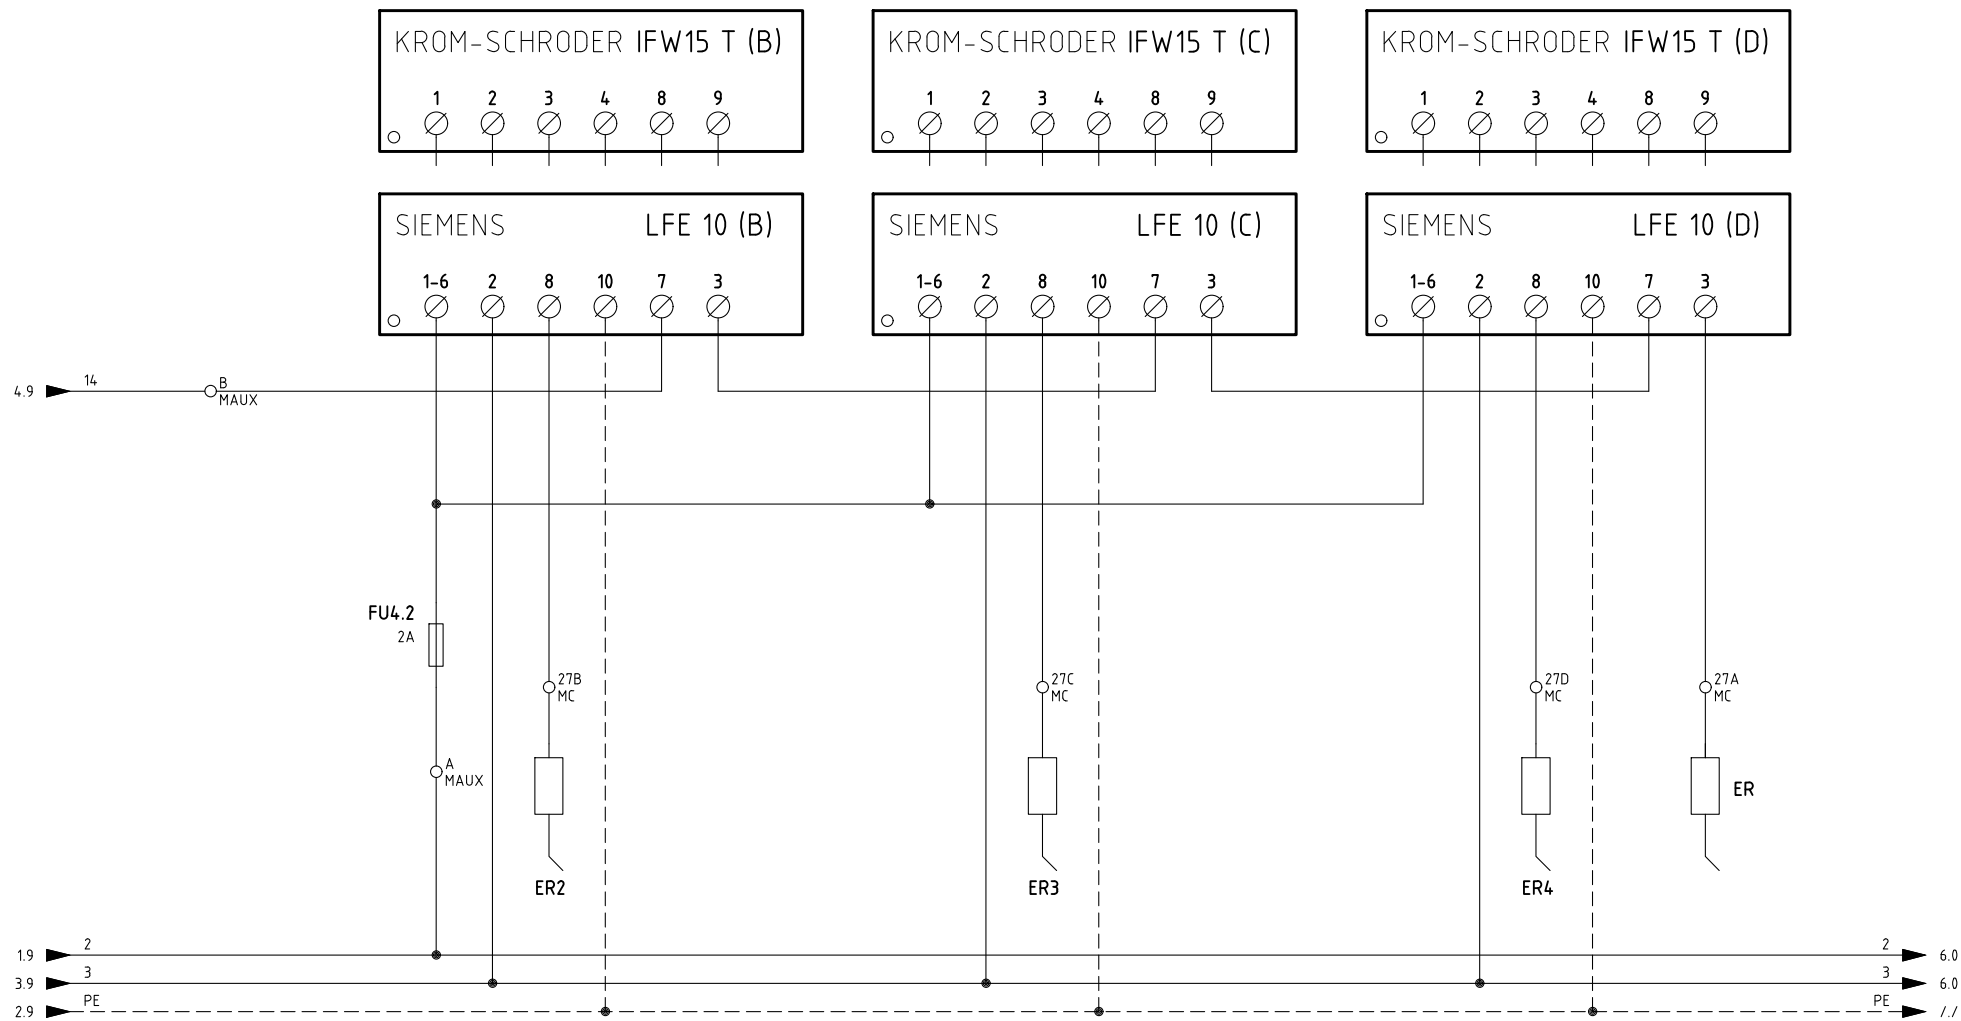 KROM-SCHRODER IFW15 T (B)
1 2 3 4 8 9
KROM-SCHRODER IFW15 T (C)
1 2 3 4 8 9
KROM-SCHRODER IFW15 T (D)
1 2 3 4 8 9
SIEMENS LFE 10 (B)
1-6 2 8 10 7 3
SIEMENS LFE 10 (C)
1-6 2 8 10 7 3
SIEMENS LFE 10 (D)
1-6 2 8 10 7 3
4.9 14
B
MAUX
FU4.2
2A
A
MAUX
27B
MC
ER2
27C
MC
ER3
27D
MC
ER4
27A
MC
ER
1.9 2 2 6.0
3.9 3 3 6.0
2.9 PE PE /./